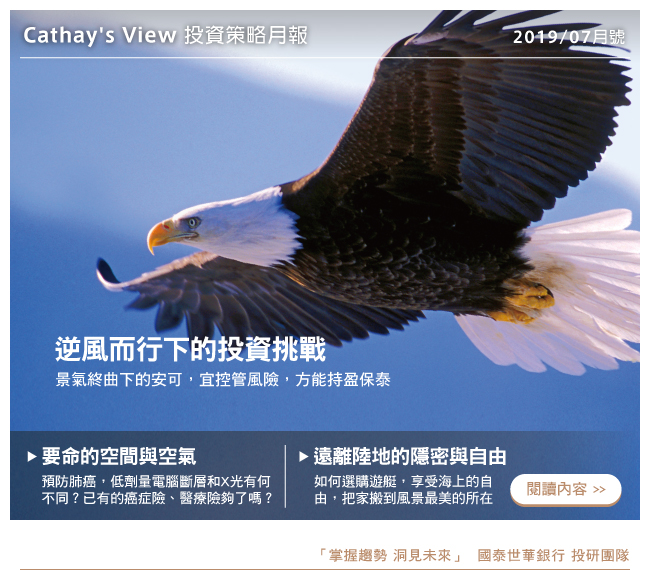 Cathay's View 投資策略月報
2019/07月號
逆風而行下的投資挑戰
景氣終曲下的安可，宜控管風險，方能持盈保泰
要命的空間與空氣
預防肺癌，低劑量電腦斷層和X光有何
不同？已有的癌症險、醫療險夠了嗎？
遠離陸地的隱密與自由
如何選購遊艇，享受海上的自
由，把家搬到風景最美的所在
閱讀內容 >>
「掌握趨勢 洞見未來」 國泰世華銀行 投研團隊